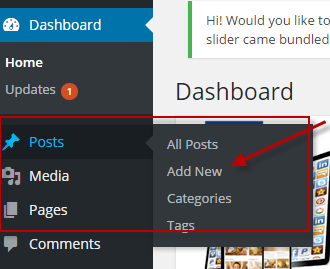 Dashboard
Home
Updates 1
Posts
Media
Pages
Comments
All Posts
Add New
Categories
Tags
Hi! Would you like to
slider came bundled
Dashboard